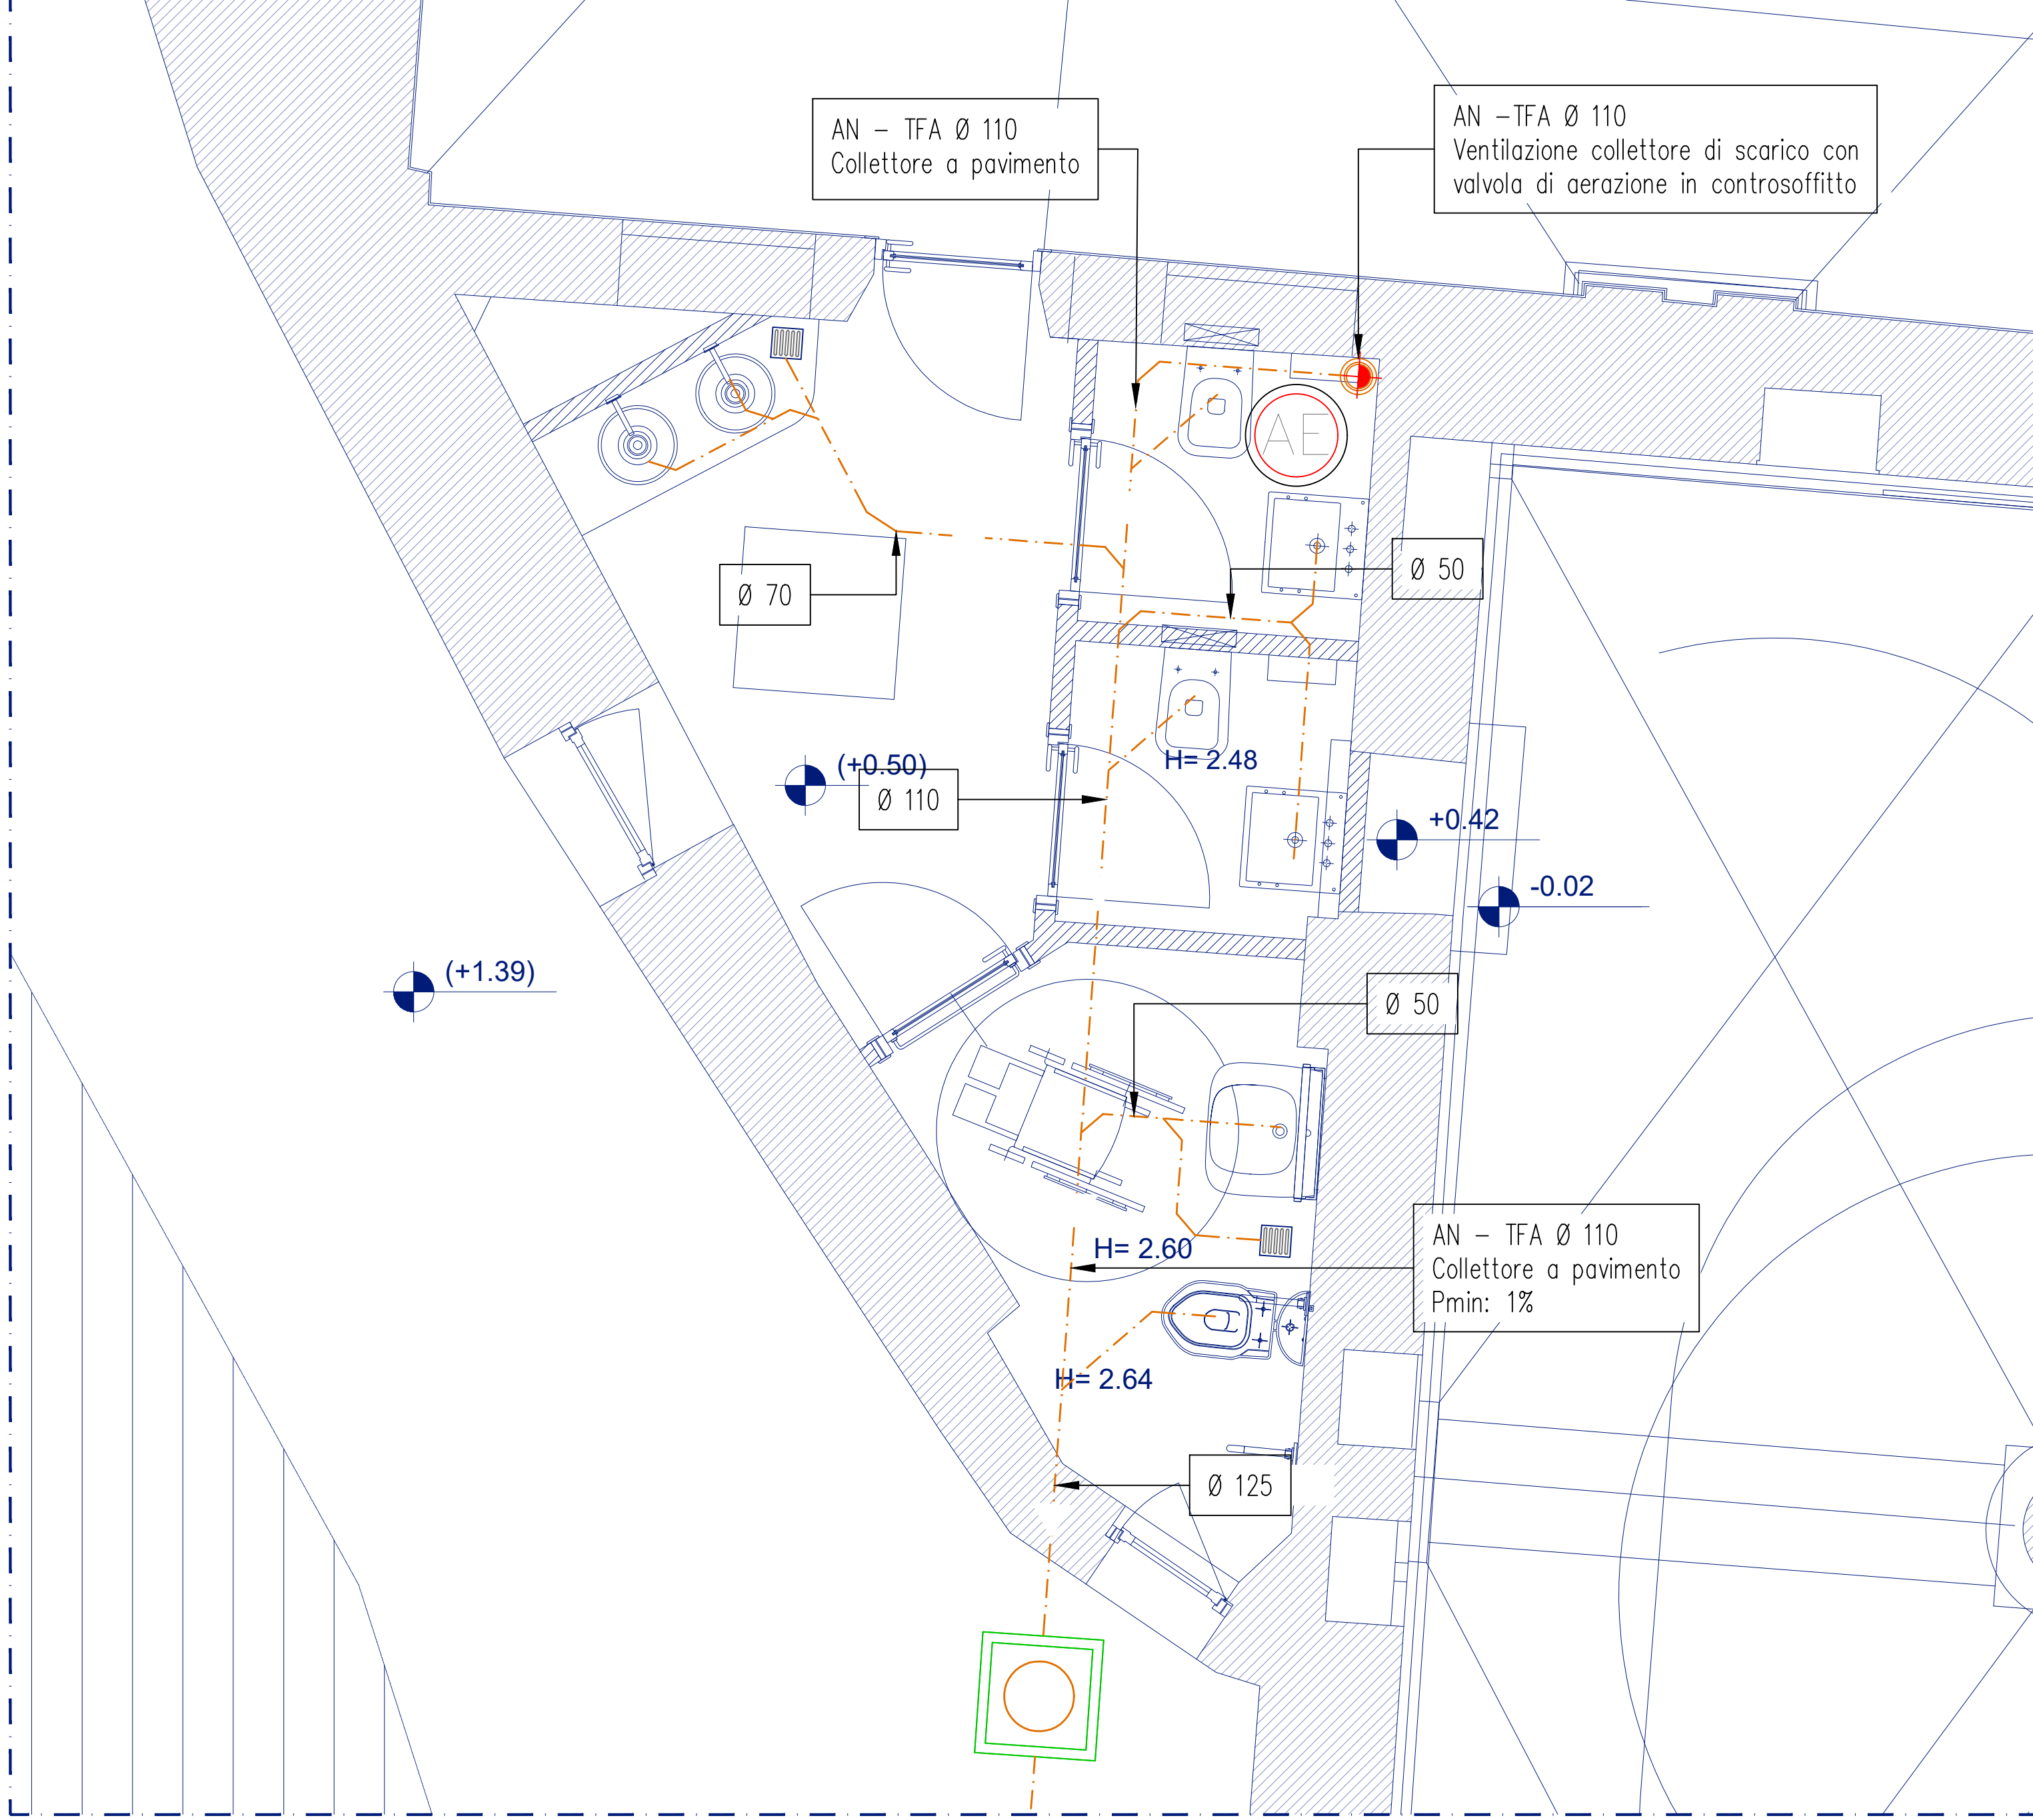 AN - TFA Ø 110
Collettore a pavimento
AN -TFA Ø 110
Ventilazione collettore di scarico con
valvola di aerazione in controsoffitto
AE
Ø 50
Ø 70
H= 2.48
(+0.50)
Ø 110
+0.42
-0.02
(+1.39)
Ø 50
AN - TFA Ø 110
Collettore a pavimento
Pmin: 1%
H= 2.60
H= 2.64
Ø 125